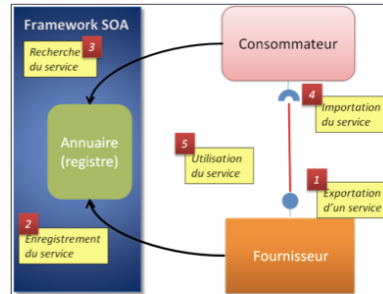 Framework SOA
3
Recherche
du service
Consommateur
4
Importation
du service
Annuaire
(registre)
5
Utilisation
du service
1
Exportation
d'un service
2
Enregistrement
du service
Fournisseur